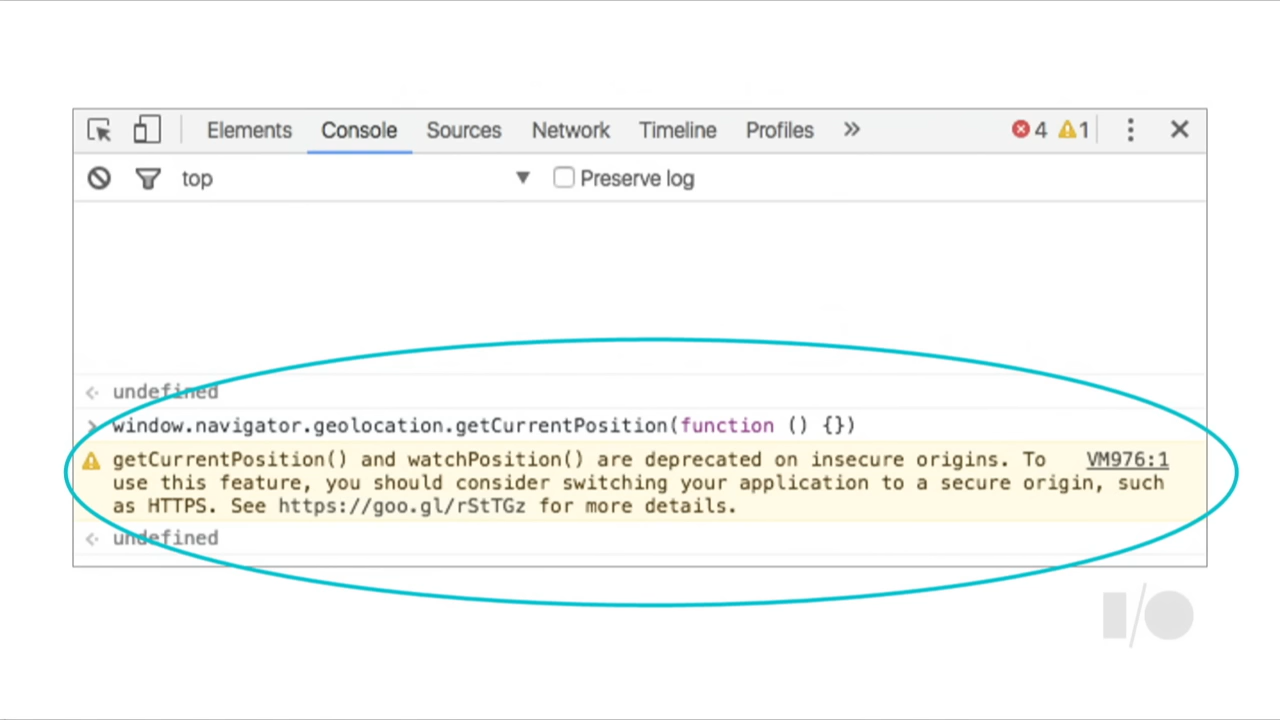 Elements Console Sources Network Timeline Profiles » 4 1
top Preserve log
undefined
window.navigator.geolocation.getCurrentPosition(function () {})
getCurrentPosition() and watchPosition() are deprecated on insecure origins. To VM976:1
use this feature, you should consider switching your application to a secure origin, such
as HTTPS. See https://goo.gl/rStTGz for more details.
undefined
I/O